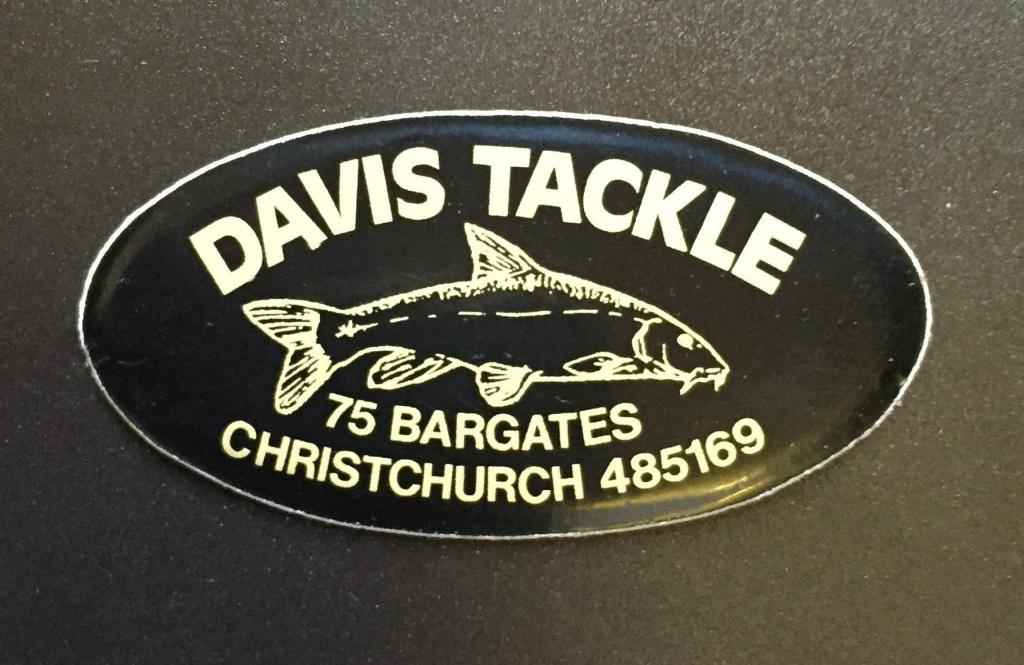 DAVIS TACKLE
75 BARGATES
CHRISTCHURCH 485169